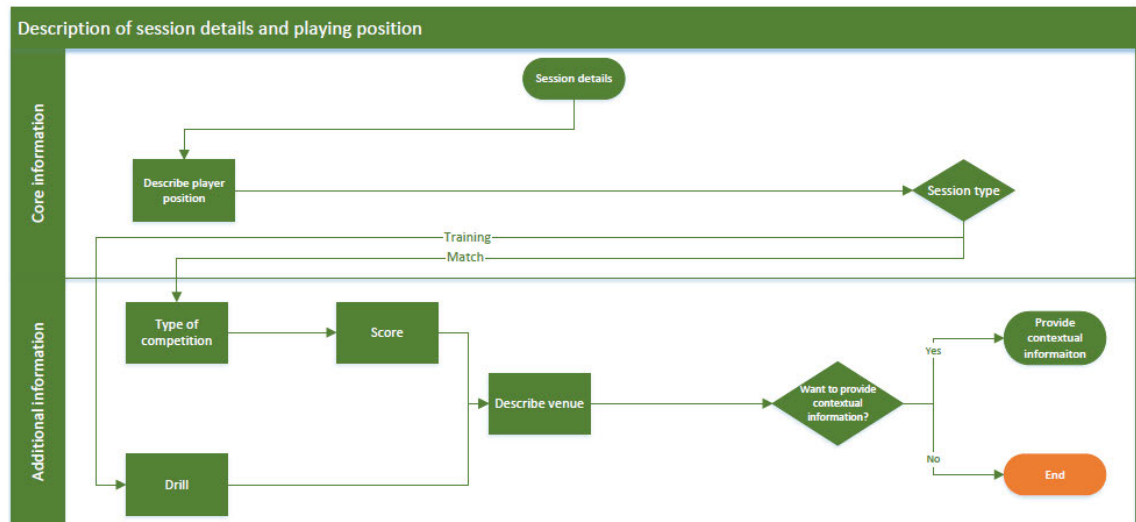 Description of session details and playing position
Core information
Session details
Describe player
position
Session type
Training
Match
Additional information
Type of
competition
Score
Describe venue
Want to provide
contextual
information?
Yes
Provide
contextual
informaiton
No
End
Drill